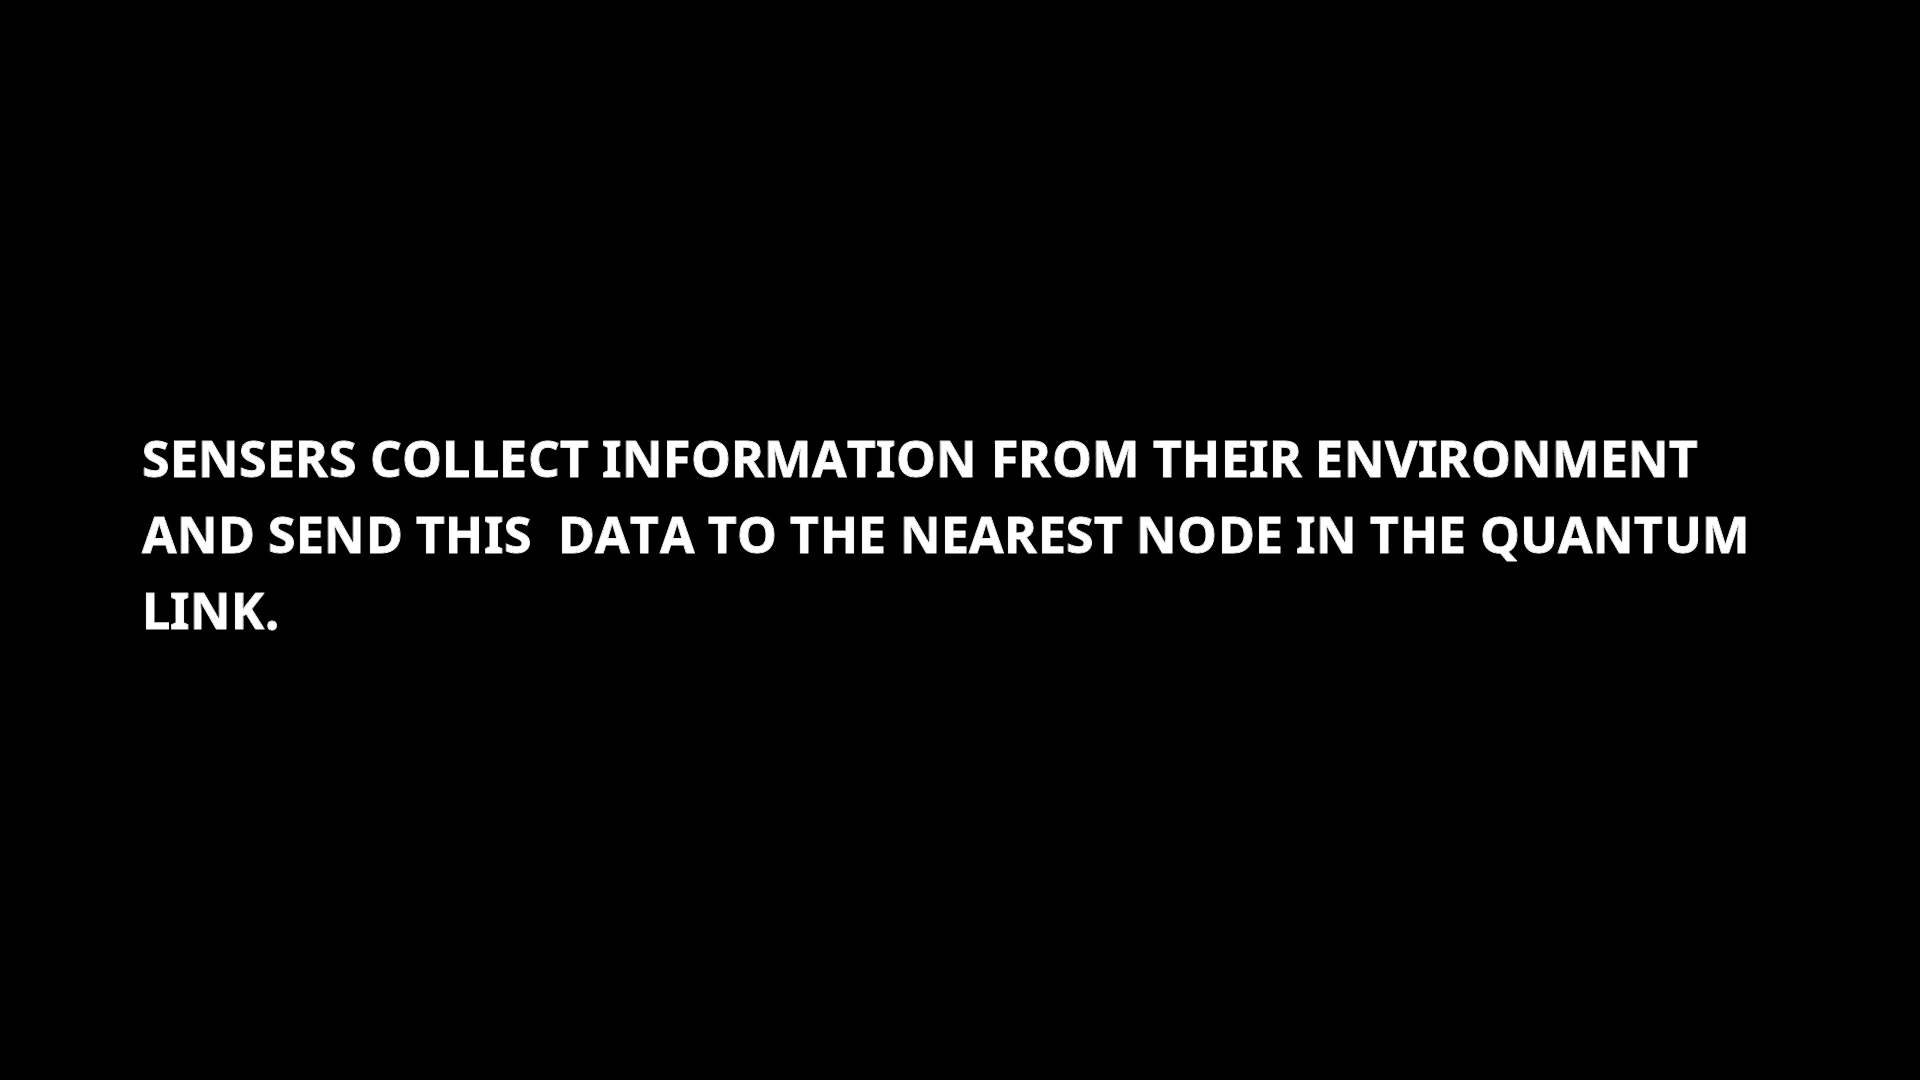 SENSERS COLLECT INFORMATION FROM THEIR ENVIRONMENT
AND SEND THIS  DATA TO THE NEAREST NODE IN THE QUANTUM
LINK.